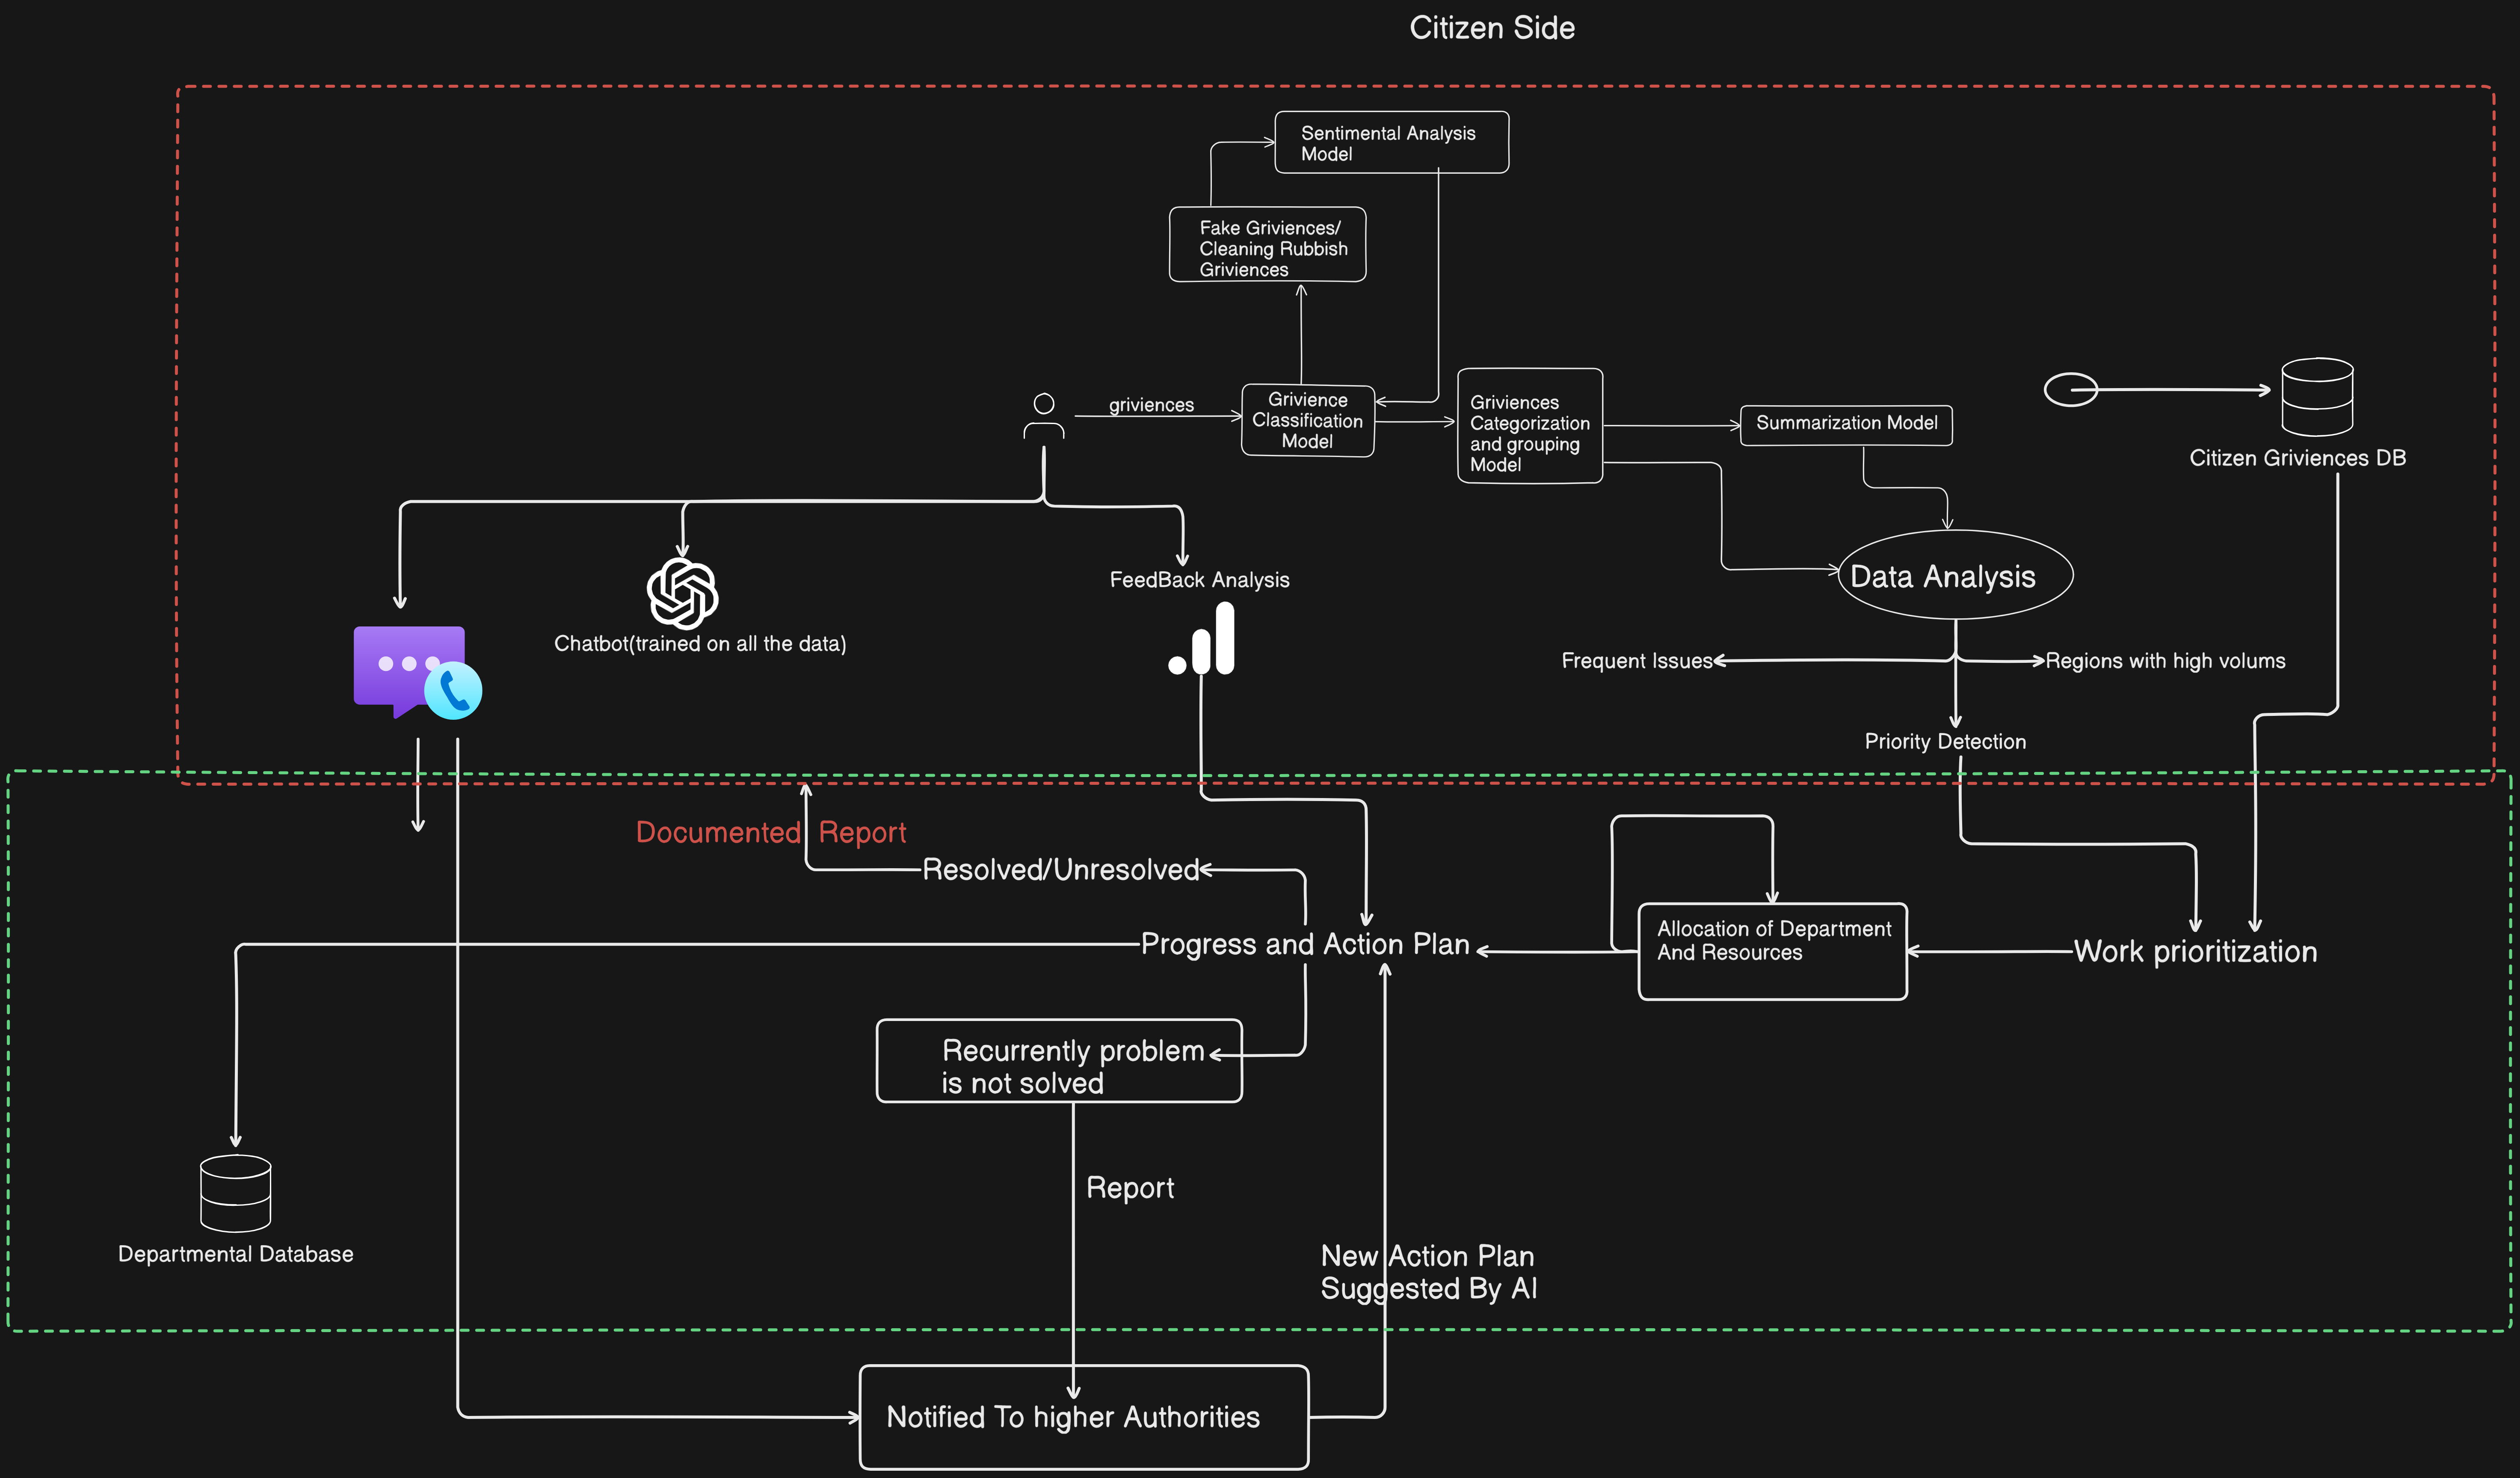 Citizen Side
Sentimental Analysis
Model
Fake Griviences/
Cleaning Rubbish
Griviences
griviences
Grivience
Classification
Model
Griviences
Categorization
and grouping
Model
Summarization Model
Citizen Griviences DB
FeedBack Analysis
Data Analysis
Chatbot(trained on all the data)
Frequent Issues
Regions with high volums
Priority Detection
Documented Report
Resolved/Unresolved
Progress and Action Plan
Allocation of Department
And Resources
Work prioritization
Recurrently problem
is not solved
Report
Departmental Database
New Action Plan
Suggested By AI
Notified To higher Authorities